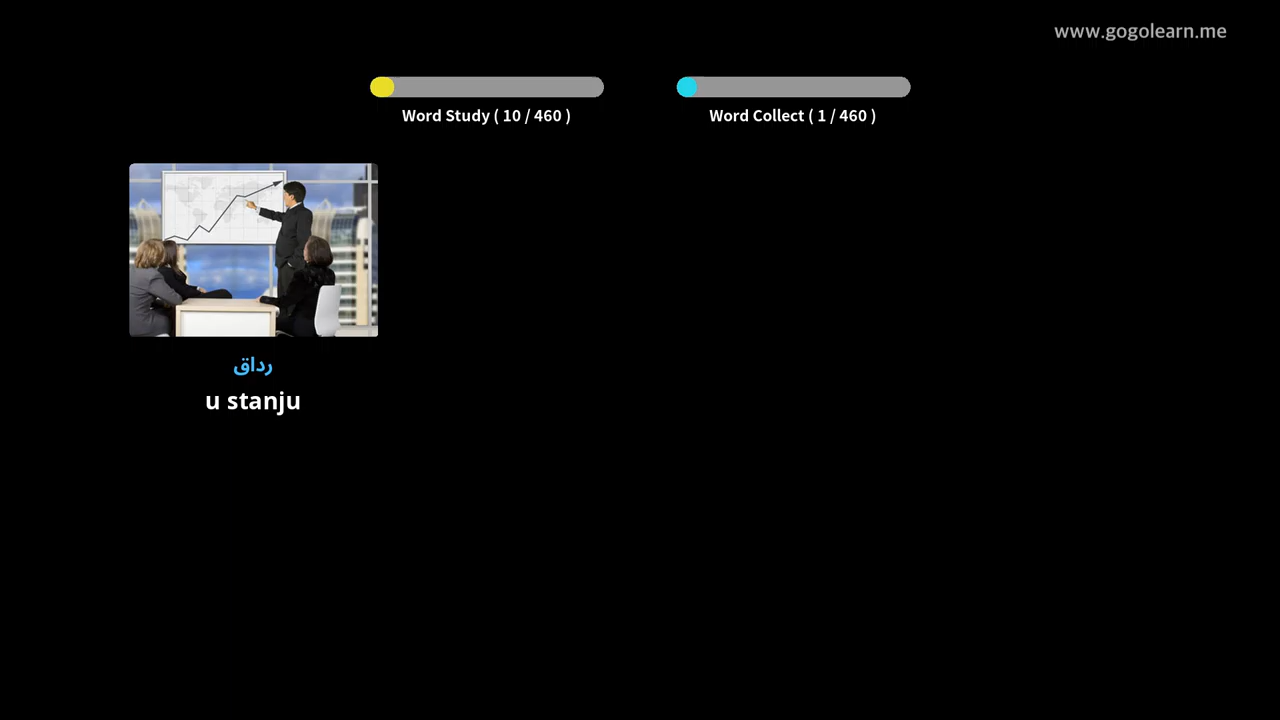 www.gogolearn.me
Word Study ( 10 / 460 )
Word Collect ( 1 / 460 )
رداق
u stanju